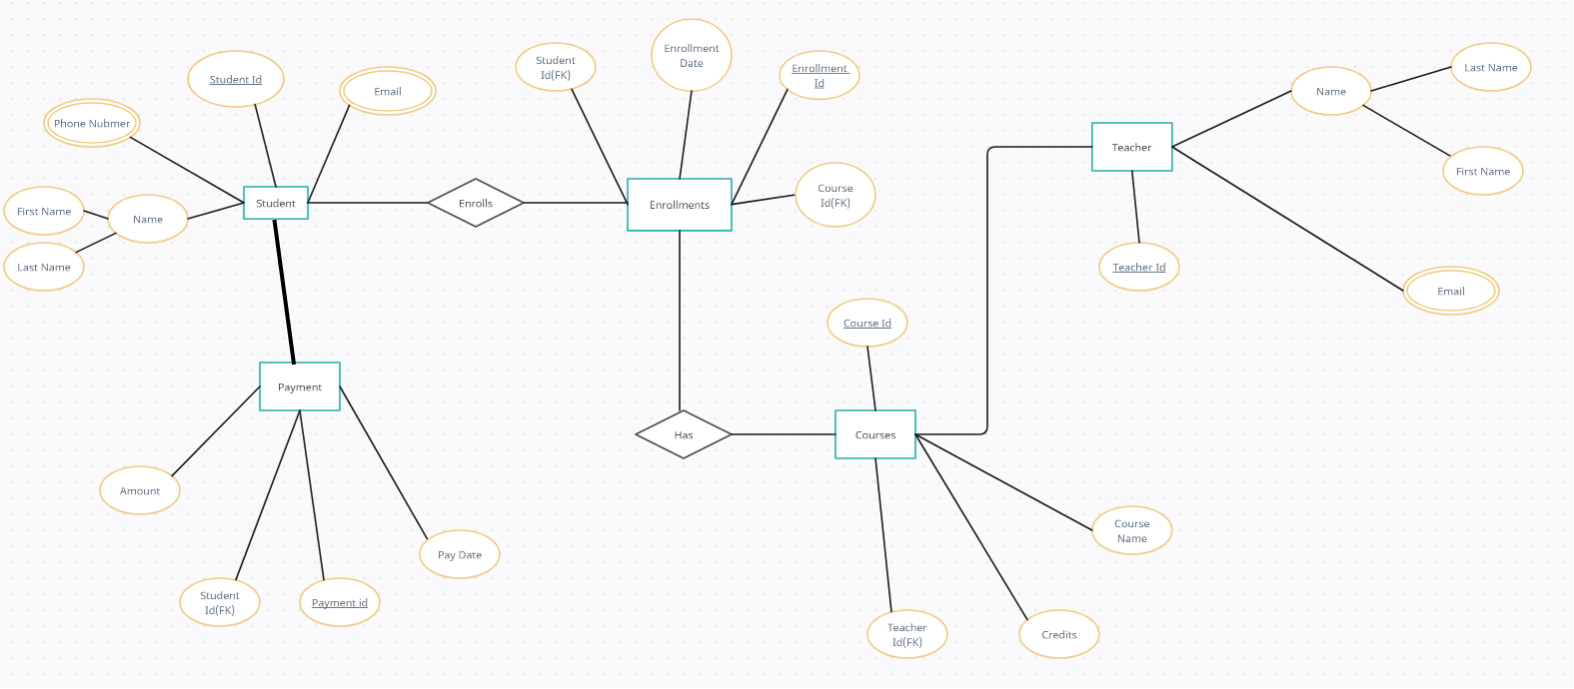 Student Id
Email
Phone Nubmer
First Name
Name
Last Name
Student
Enrolls
Student
Id(FK)
Enrollment
Date
Enrollment
Id
Course
Id(FK)
Enrollments
Teacher
Name
Last Name
First Name
Teacher Id
Email
Payment
Amount
Student
Id(FK)
Payment id
Pay Date
Has
Course Id
Courses
Course
Name
Teacher
Id(FK)
Credits